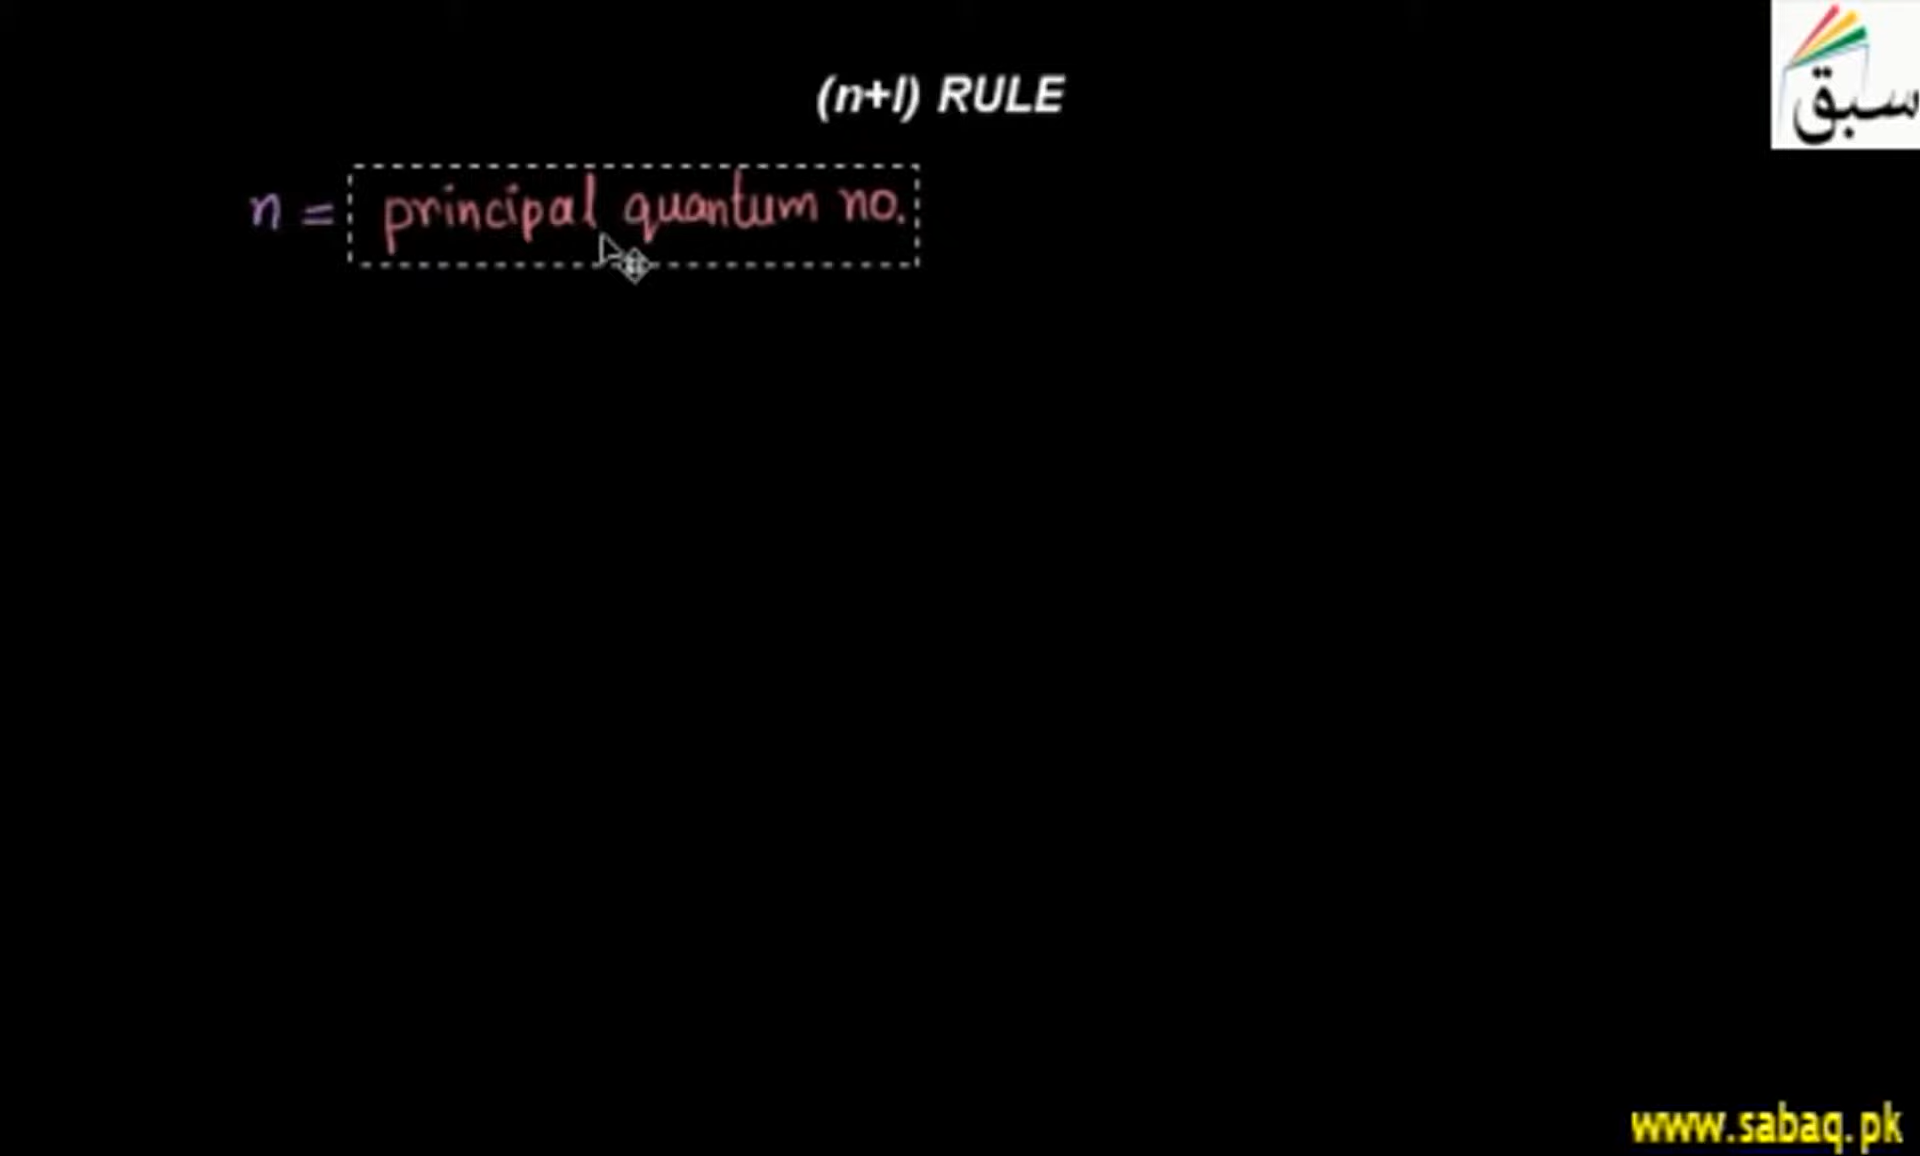 (n+l) RULE
سبق
n = principal quantum no.
www.sabaq.pk